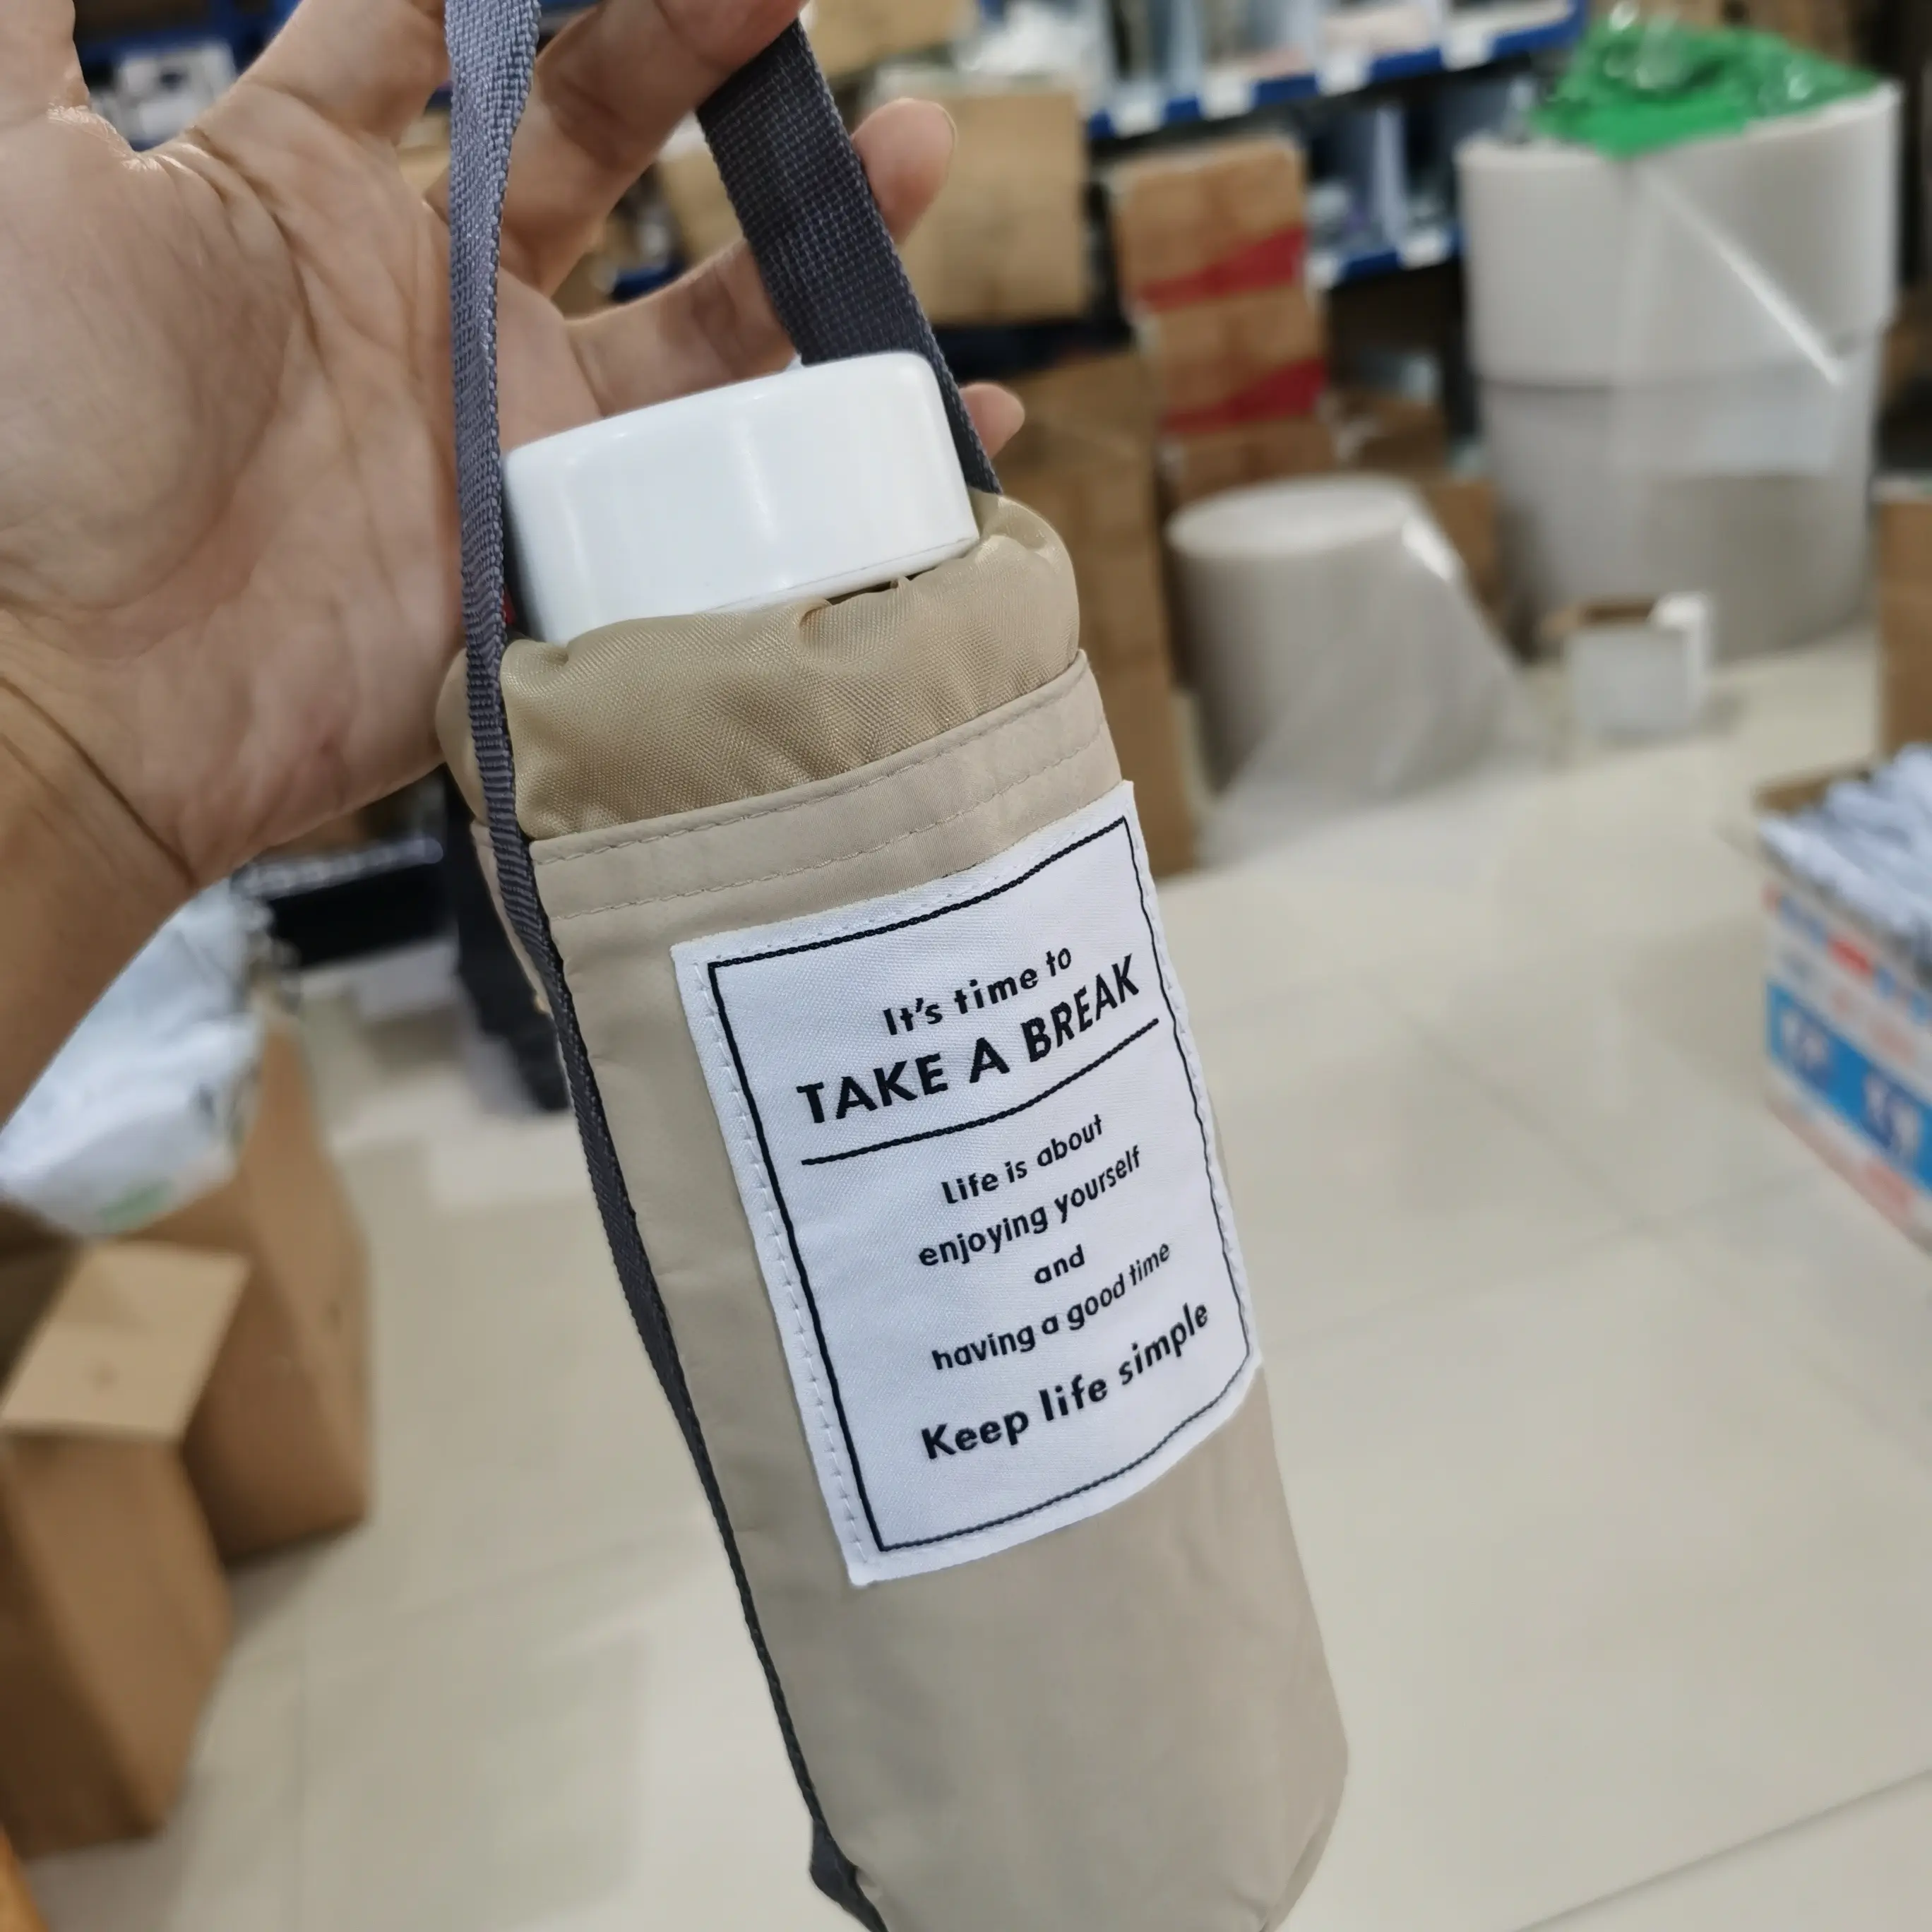 It's time to
TAKE A BREAK
Life is about
enjoying yourself
and
having a good time
Keep life simple